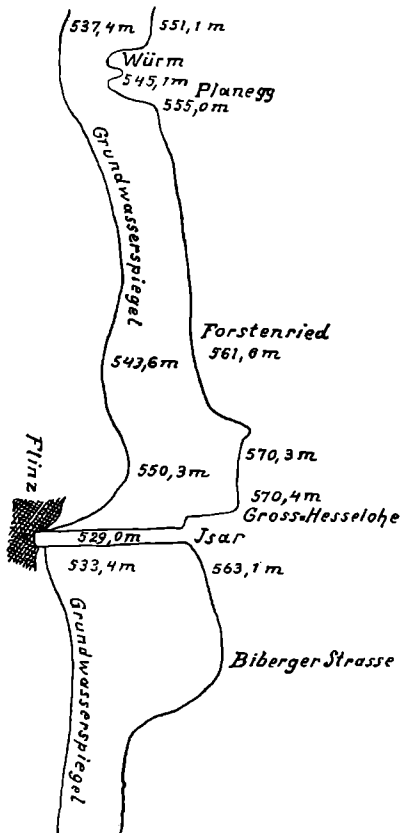 537,4 m
551,1 m
Würm
545,1 m
Planegg
555,0 m
Grundwasserspiegel
Forstenried
561,0 m
543,6 m
Flinz
550,3 m
570,3 m
570,4 m
Gross=Hesselohe
529,0 m
Jsar
533,4 m
563,1 m
Grundwasserspiegel
Biberger Strasse